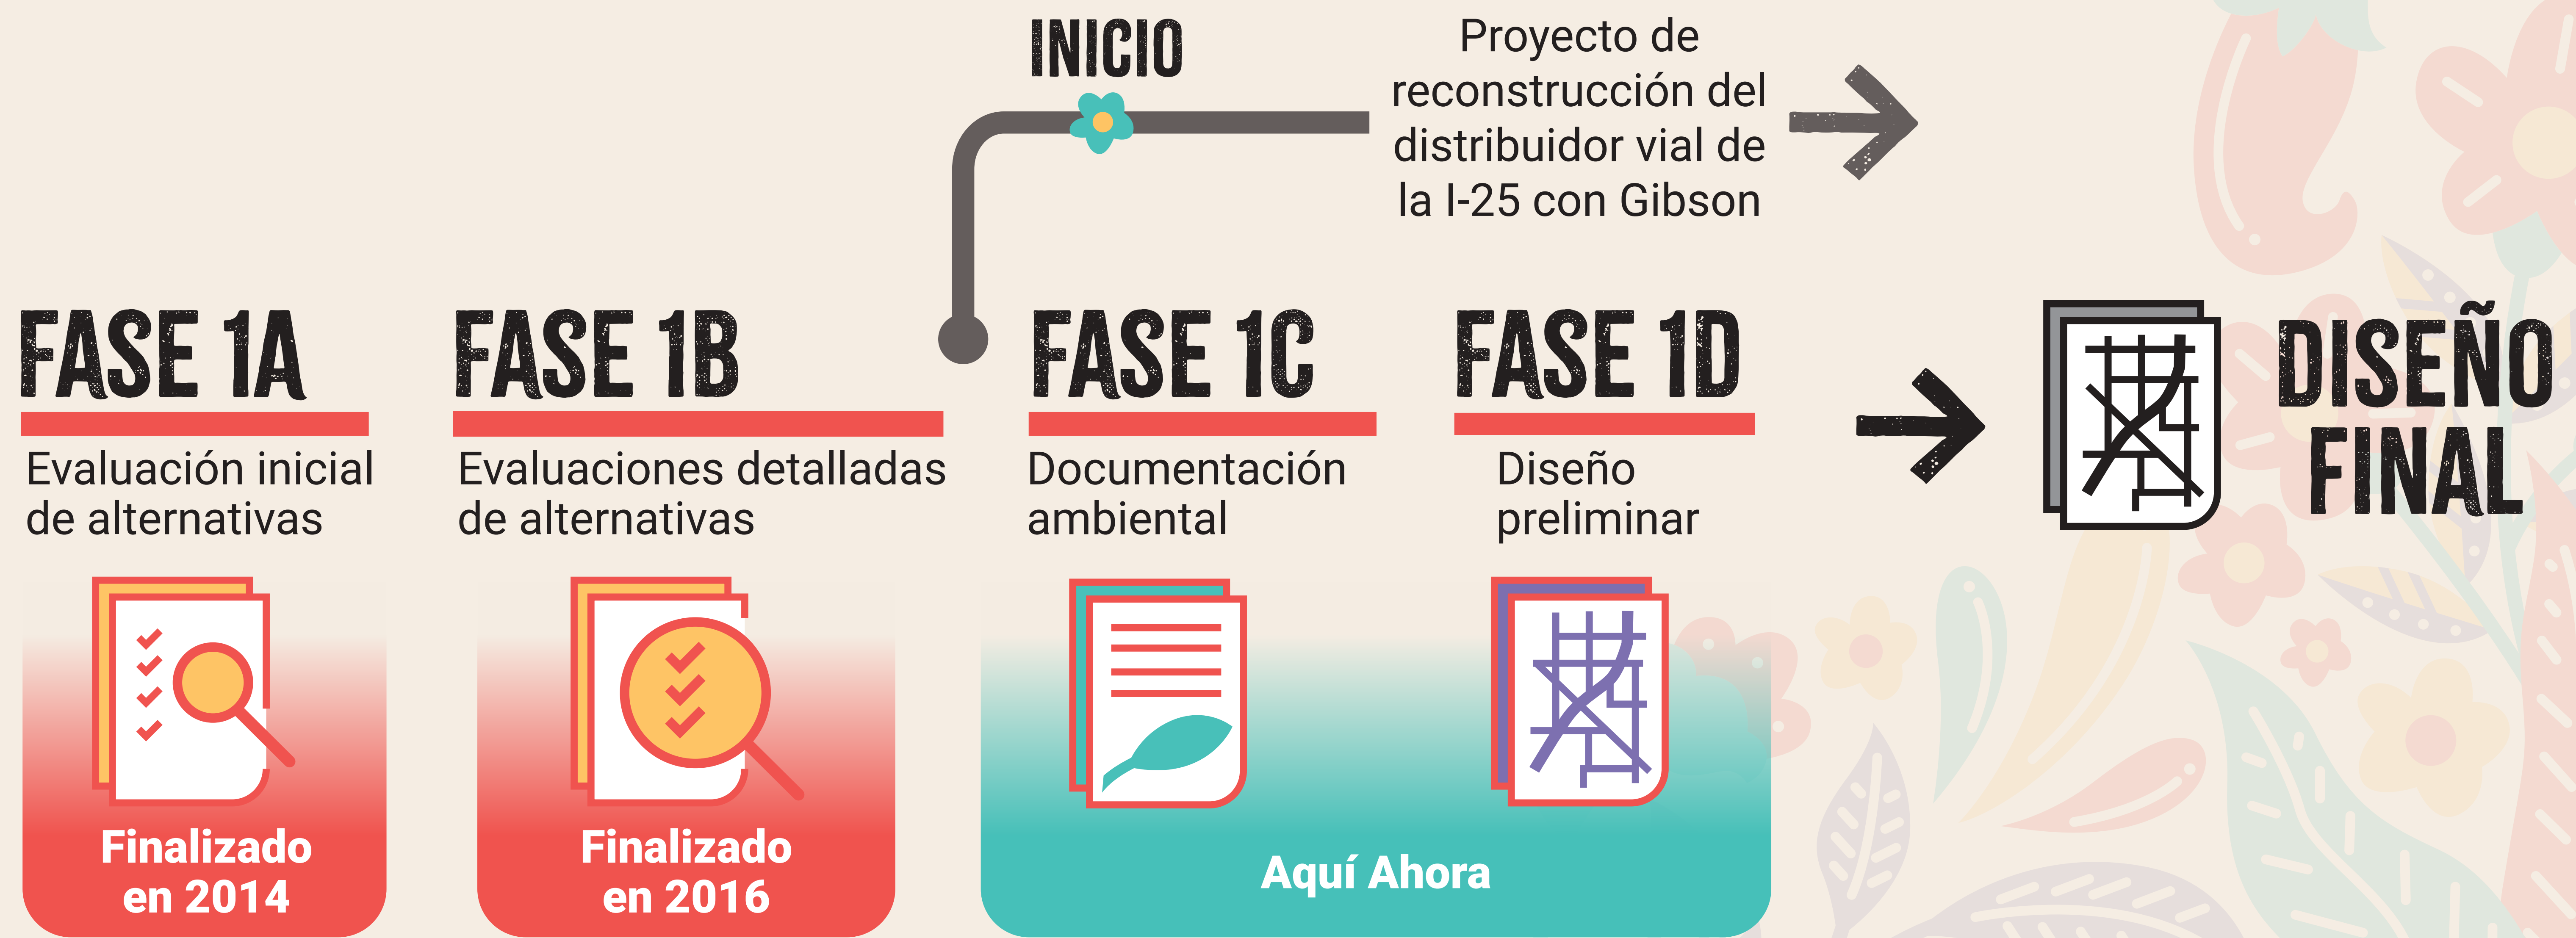 INICIO
Proyecto de
reconstrucción del
distribuidor vial de
la I-25 con Gibson
FASE 1A
Evaluación inicial
de alternativas
Finalizado
en 2014
FASE 1B
Evaluaciones detalladas
de alternativas
Finalizado
en 2016
FASE 1C
Documentación
ambiental
FASE 1D
Diseño
preliminar
Aquí Ahora
DISEÑO
FINAL